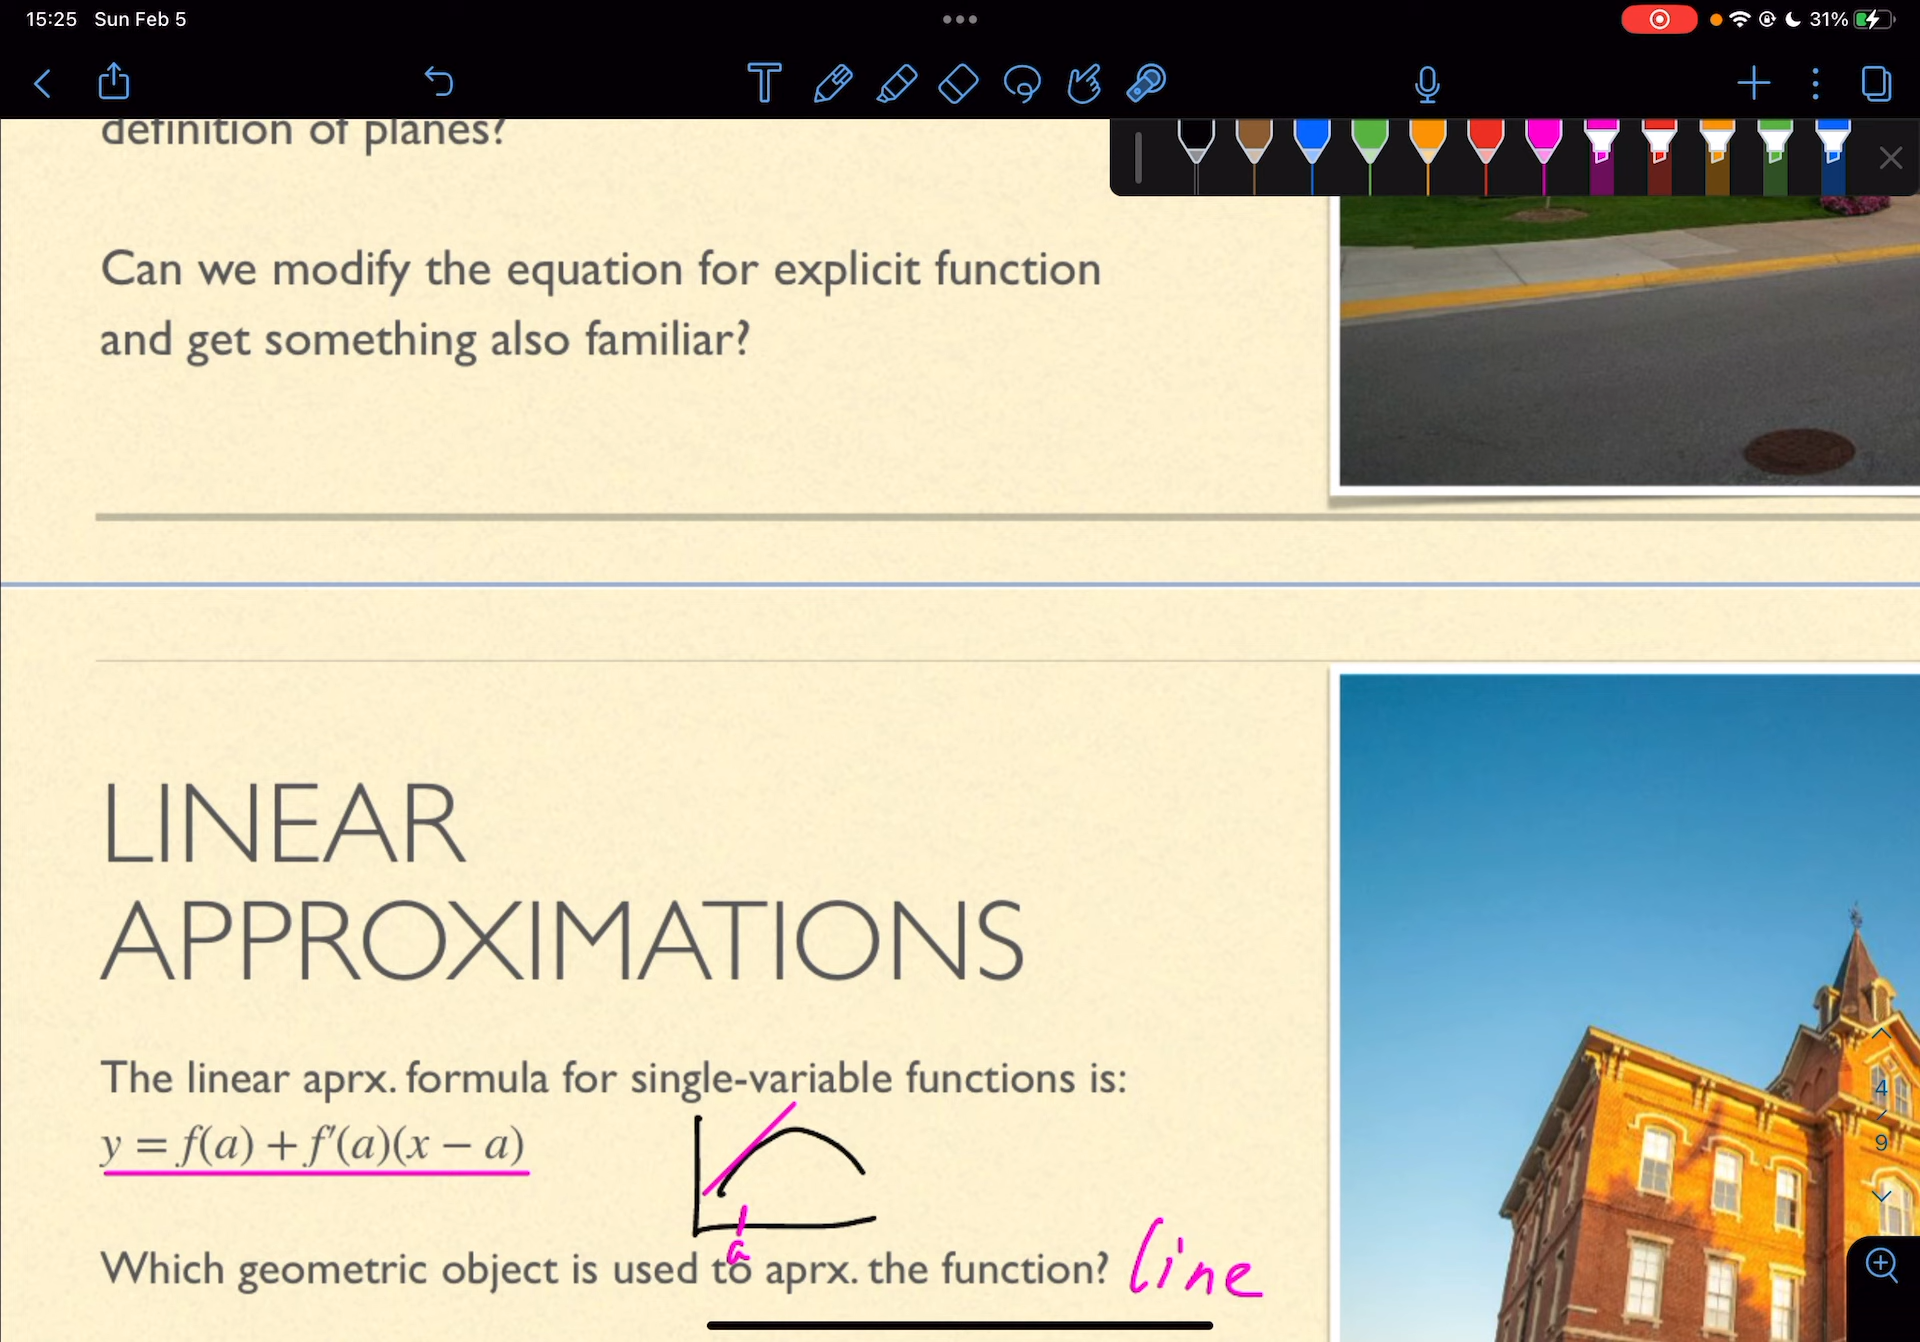 15:25 Sun Feb 5
31%
definition of planes?
Can we modify the equation for explicit function
and get something also familiar?
LINEAR
APPROXIMATIONS
The linear aprx. formula for single-variable functions is:
y = f(a) + f′(a)(x − a)
a
Which geometric object is used to aprx. the function? line
4
/
9